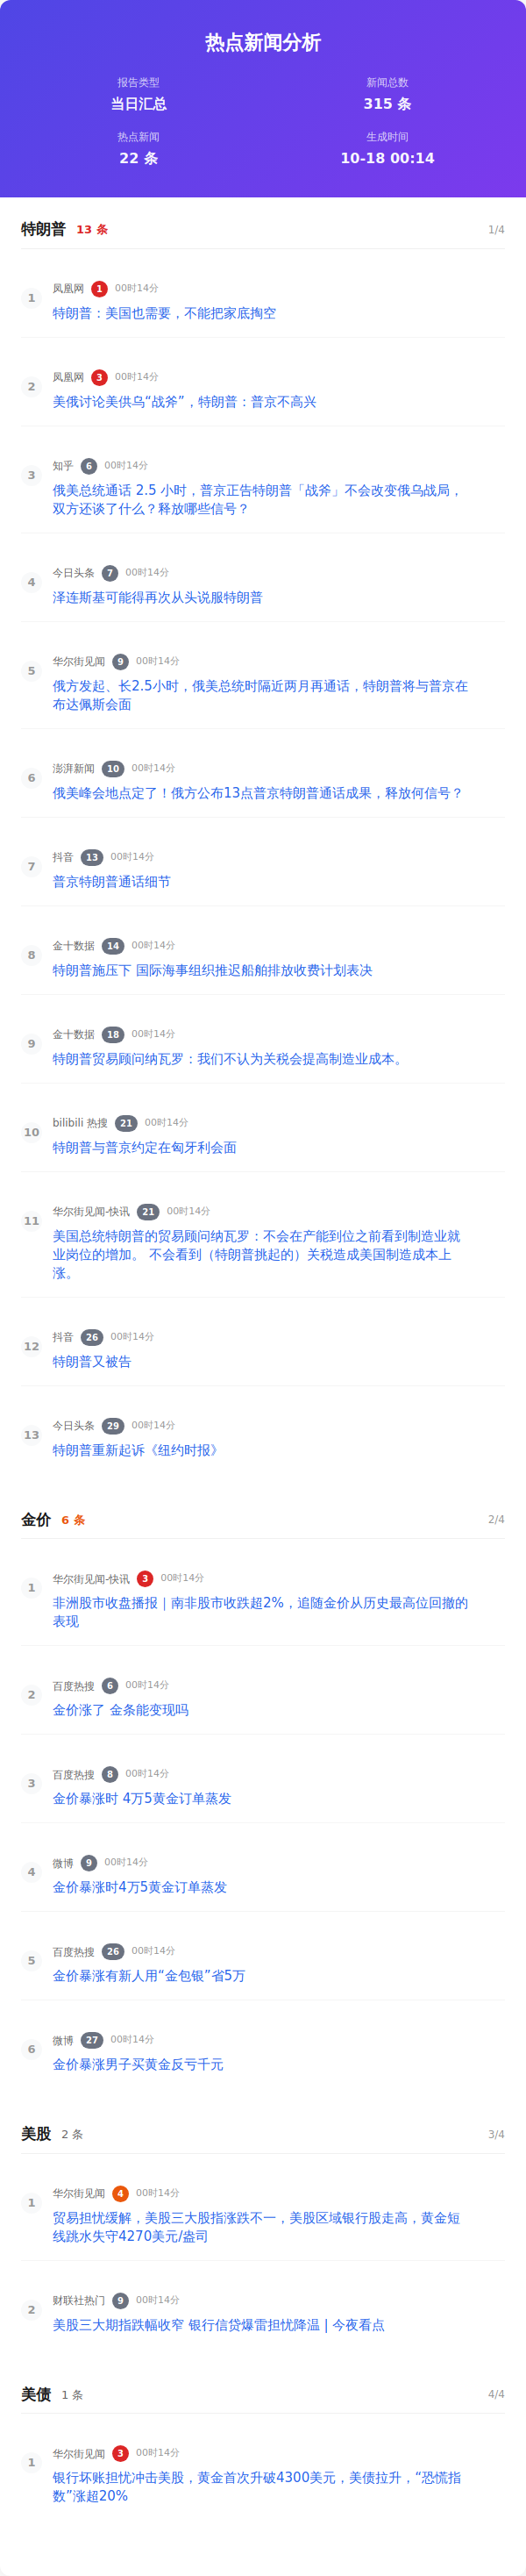 热点新闻分析
报告类型
新闻总数
当日汇总
315 条
热点新闻
生成时间
22 条
10-18 00:14
特朗普 13 条 1/4
1 凤凰网 1 00时14分
特朗普：美国也需要，不能把家底掏空
2 凤凰网 3 00时14分
美俄讨论美供乌“战斧”，特朗普：普京不高兴
3 知乎 6 00时14分
俄美总统通话 2.5 小时，普京正告特朗普「战斧」不会改变俄乌战局，
双方还谈了什么？释放哪些信号？
4 今日头条 7 00时14分
泽连斯基可能得再次从头说服特朗普
5 华尔街见闻 9 00时14分
俄方发起、长2.5小时，俄美总统时隔近两月再通话，特朗普将与普京在
布达佩斯会面
6 澎湃新闻 10 00时14分
俄美峰会地点定了！俄方公布13点普京特朗普通话成果，释放何信号？
7 抖音 13 00时14分
普京特朗普通话细节
8 金十数据 14 00时14分
特朗普施压下 国际海事组织推迟船舶排放收费计划表决
9 金十数据 18 00时14分
特朗普贸易顾问纳瓦罗：我们不认为关税会提高制造业成本。
10 bilibili 热搜 21 00时14分
特朗普与普京约定在匈牙利会面
11 华尔街见闻-快讯 21 00时14分
美国总统特朗普的贸易顾问纳瓦罗：不会在产能到位之前看到制造业就
业岗位的增加。 不会看到（特朗普挑起的）关税造成美国制造成本上
涨。
12 抖音 26 00时14分
特朗普又被告
13 今日头条 29 00时14分
特朗普重新起诉《纽约时报》
金价 6 条 2/4
1 华尔街见闻-快讯 3 00时14分
非洲股市收盘播报｜南非股市收跌超2%，追随金价从历史最高位回撤的
表现
2 百度热搜 6 00时14分
金价涨了 金条能变现吗
3 百度热搜 8 00时14分
金价暴涨时 4万5黄金订单蒸发
4 微博 9 00时14分
金价暴涨时4万5黄金订单蒸发
5 百度热搜 26 00时14分
金价暴涨有新人用“金包银”省5万
6 微博 27 00时14分
金价暴涨男子买黄金反亏千元
美股 2 条 3/4
1 华尔街见闻 4 00时14分
贸易担忧缓解，美股三大股指涨跌不一，美股区域银行股走高，黄金短
线跳水失守4270美元/盎司
2 财联社热门 9 00时14分
美股三大期指跌幅收窄 银行信贷爆雷担忧降温 | 今夜看点
美债 1 条 4/4
1 华尔街见闻 3 00时14分
银行坏账担忧冲击美股，黄金首次升破4300美元，美债拉升，“恐慌指
数”涨超20%